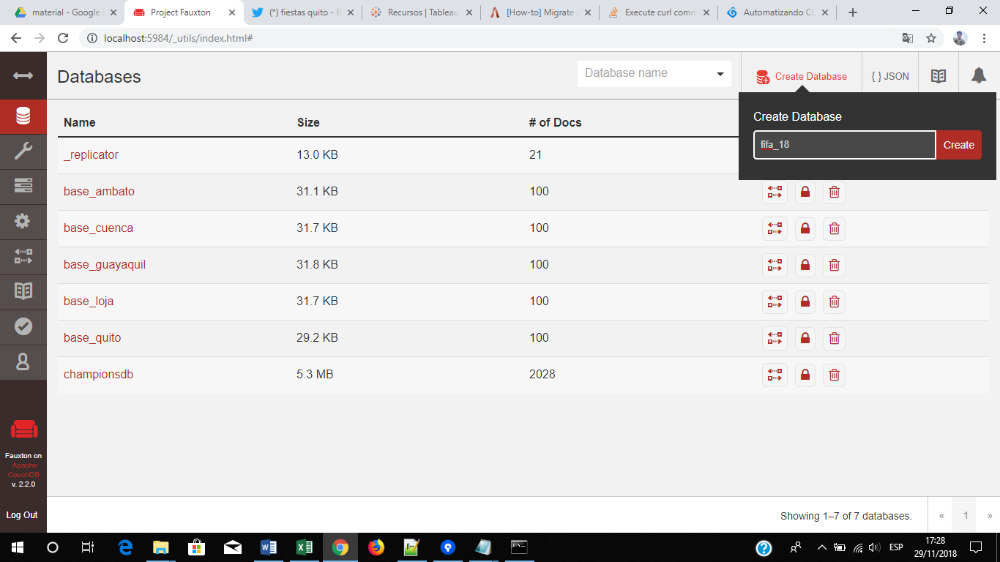 material - Google
Project Fauxton
(*) fiestas quito - B
Recursos | Tableau
[How-to] Migrate
Execute curl comm
Automatizando CU
localhost:5984/_utils/index.html#
Databases
Database name
Create Database
{ } JSON
Create Database
fifa_18
Create
Name Size # of Docs
_replicator 13.0 KB 21
base_ambato 31.1 KB 100
base_cuenca 31.7 KB 100
base_guayaquil 31.8 KB 100
base_loja 31.7 KB 100
base_quito 29.2 KB 100
championsdb 5.3 MB 2028
Fauxton on
Apache
CouchDB
v. 2.2.0
Log Out
Showing 1–7 of 7 databases.
« 1 »
ESP
17:28
29/11/2018